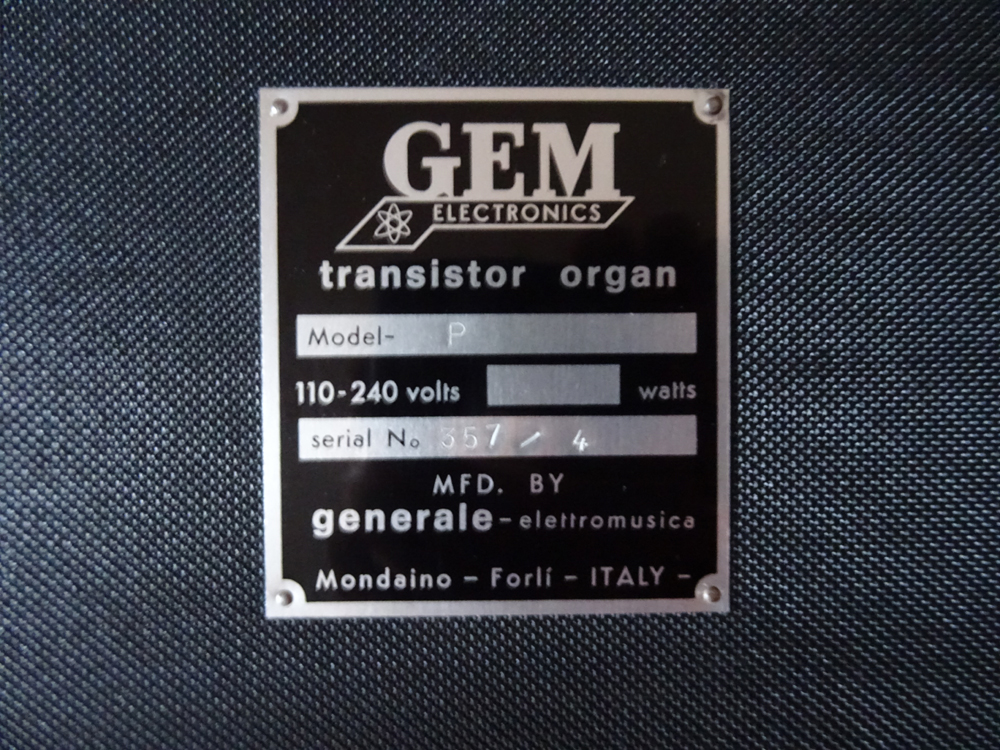 GEM
ELECTRONICS
transistor organ
Model- P
110-240 volts watts
serial No 357 / 4
MFD. BY
generale - elettromusica
Mondaino - Forlí - ITALY -